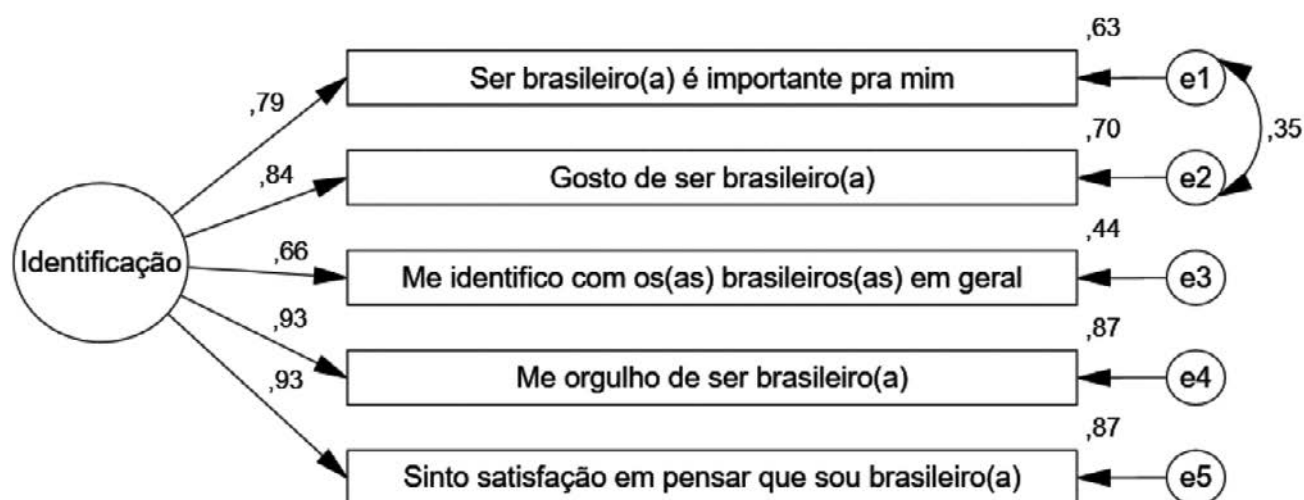 ,63
Ser brasileiro(a) é importante pra mim
e1
,79
,70
,35
,84
Gosto de ser brasileiro(a)
e2
,44
Identificação
,66
Me identifico com os(as) brasileiros(as) em geral
e3
,93
,87
Me orgulho de ser brasileiro(a)
e4
,93
,87
Sinto satisfação em pensar que sou brasileiro(a)
e5